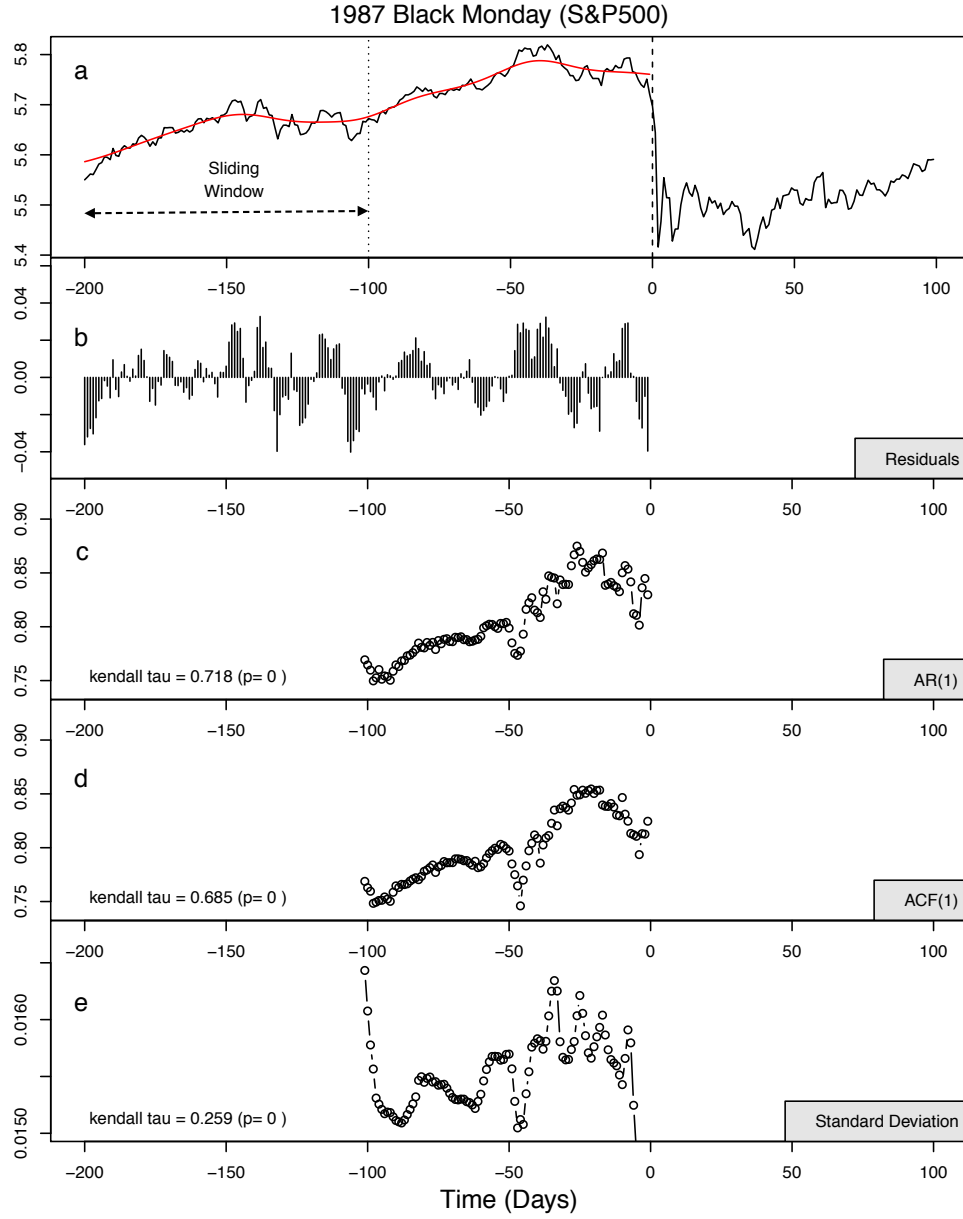 1987 Black Monday (S&P500)
5.8
5.7
5.6
5.5
5.4
a
Sliding
Window
−200 −150 −100 −50 0 50 100
0.04
0.00
−0.04
b
Residuals
−200 −150 −100 −50 0 50 100
0.90
0.85
0.80
0.75
c
kendall tau = 0.718 (p= 0 )
AR(1)
−200 −150 −100 −50 0 50 100
0.90
0.85
0.80
0.75
d
kendall tau = 0.685 (p= 0 )
ACF(1)
−200 −150 −100 −50 0 50 100
0.0160
0.0150
e
kendall tau = 0.259 (p= 0 )
Standard Deviation
−200 −150 −100 −50 0 50 100
Time (Days)